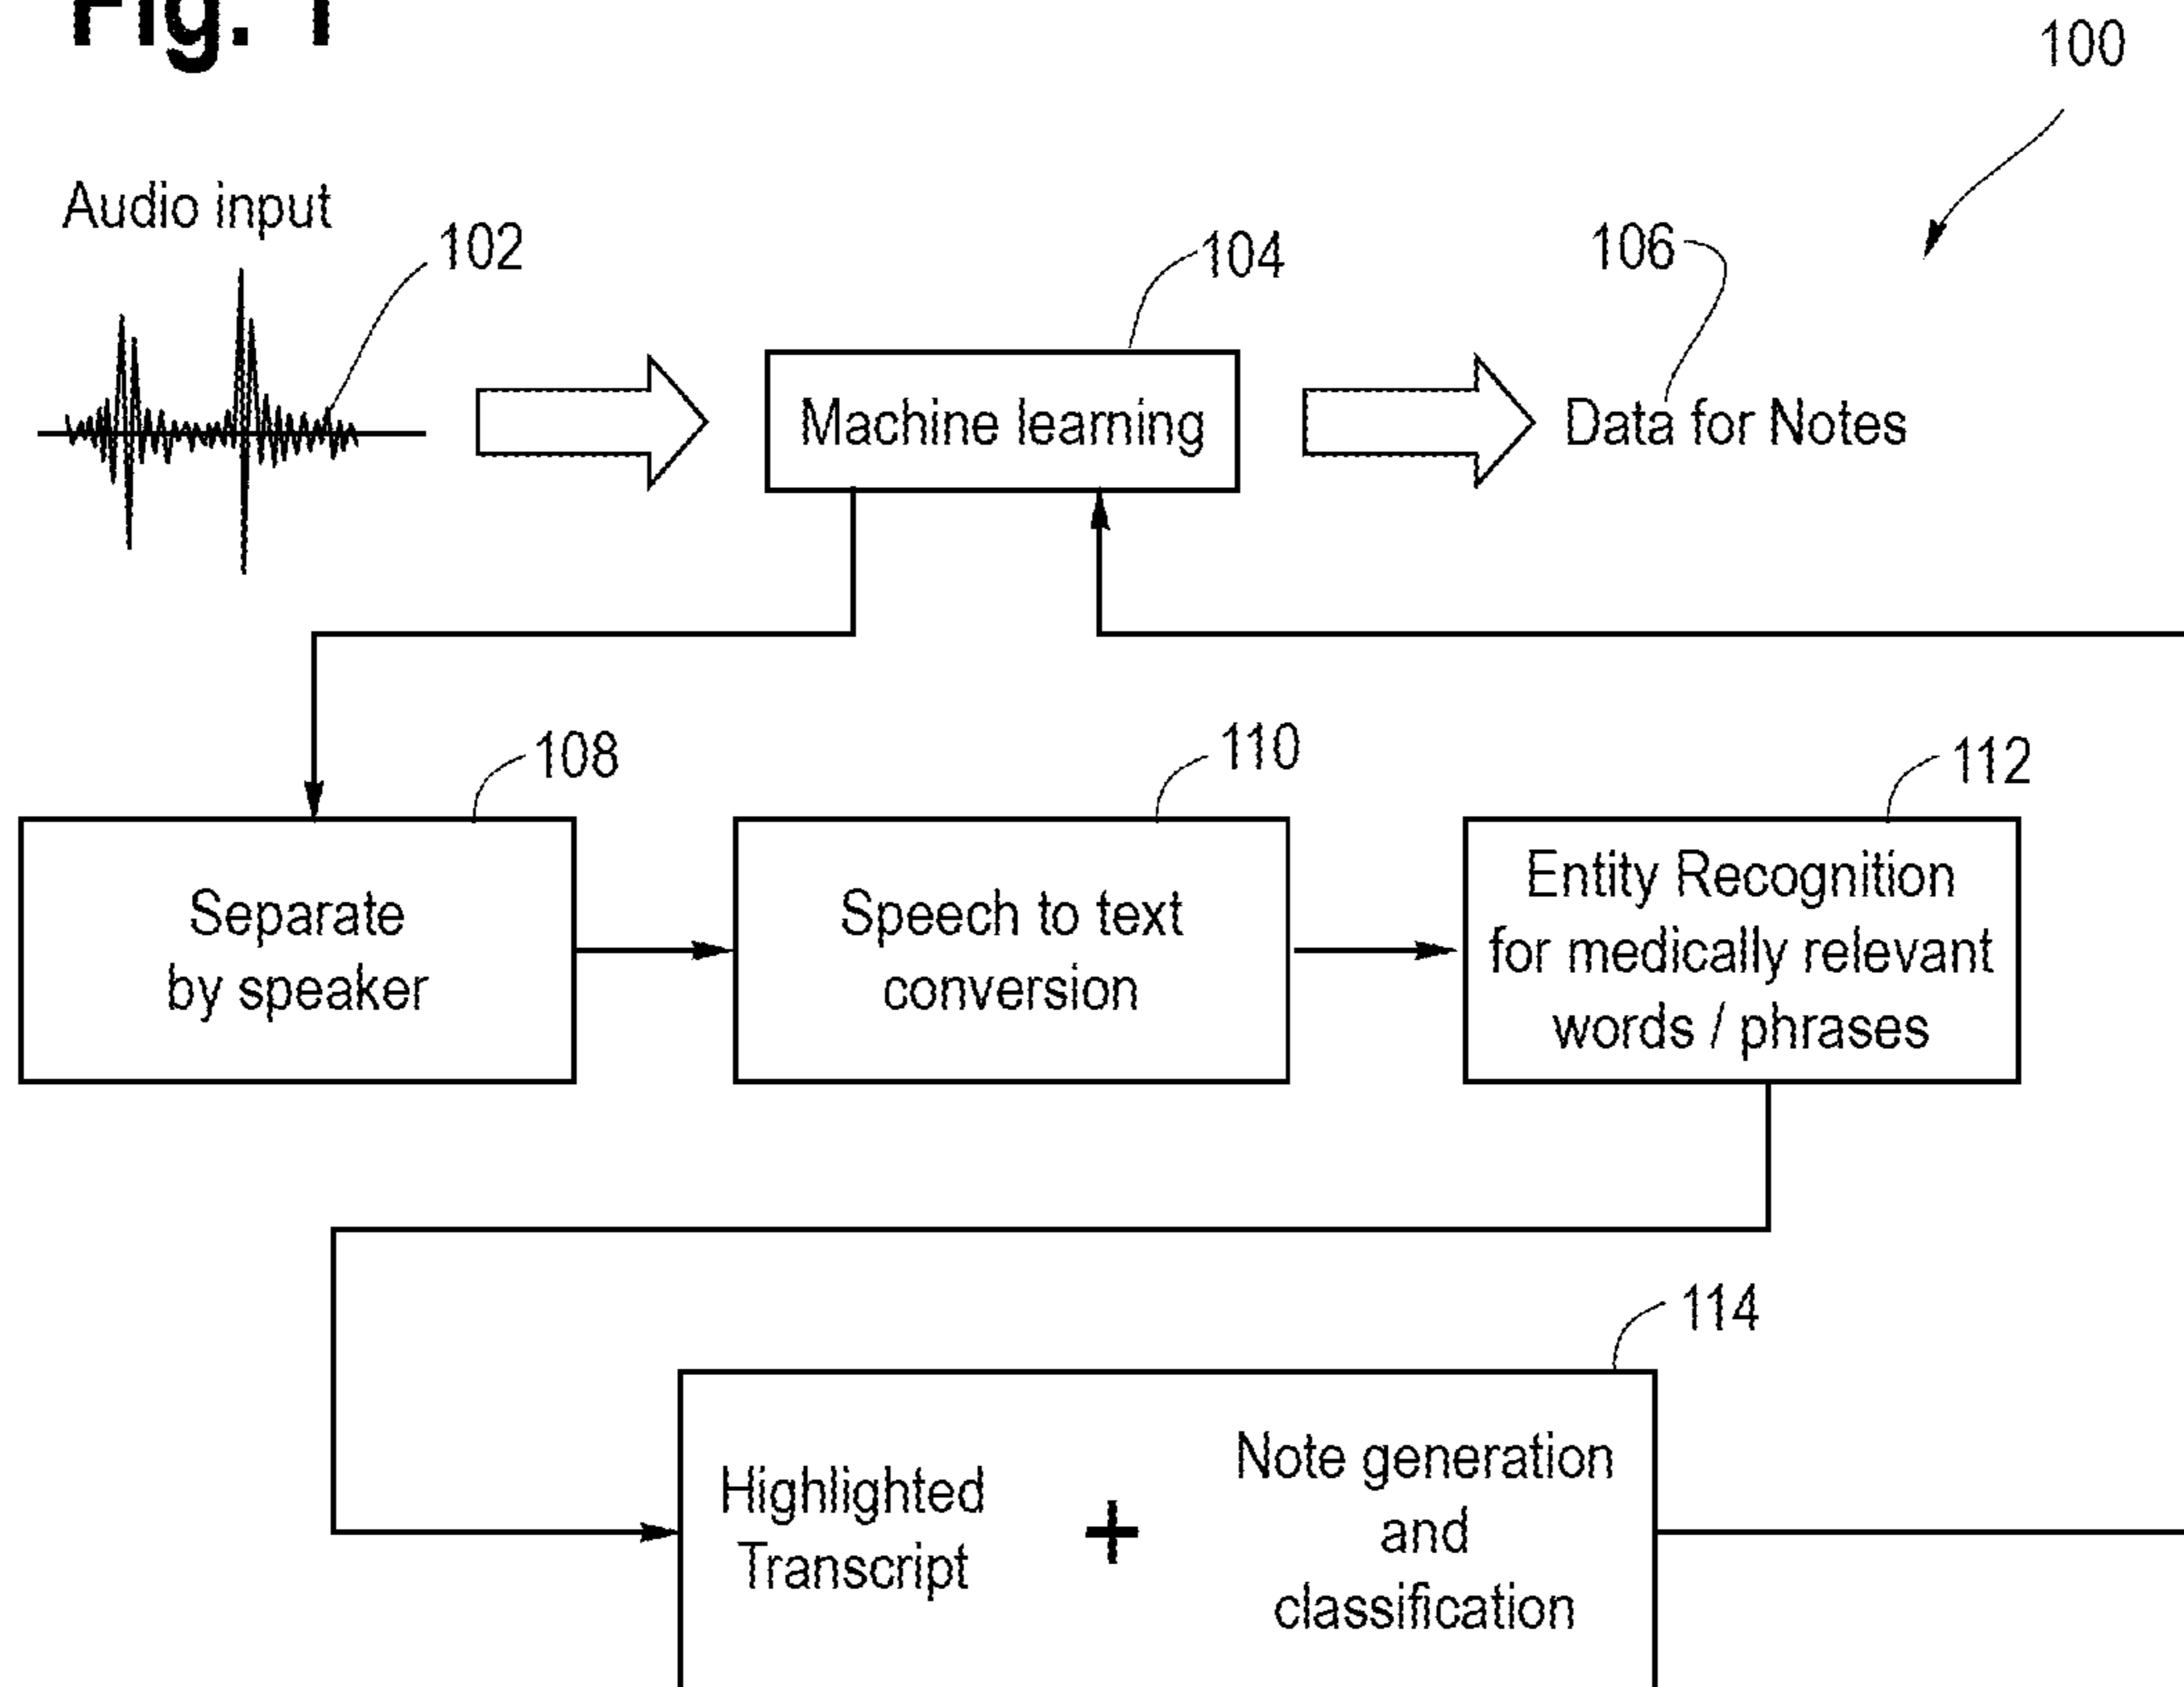 Fig. 1
100
Audio input
102
104
106
Machine learning
Data for Notes
108
110
112
Separate
by speaker
Speech to text
conversion
Entity Recognition
for medically relevant
words / phrases
114
Highlighted
Transcript
+
Note generation
and
classification